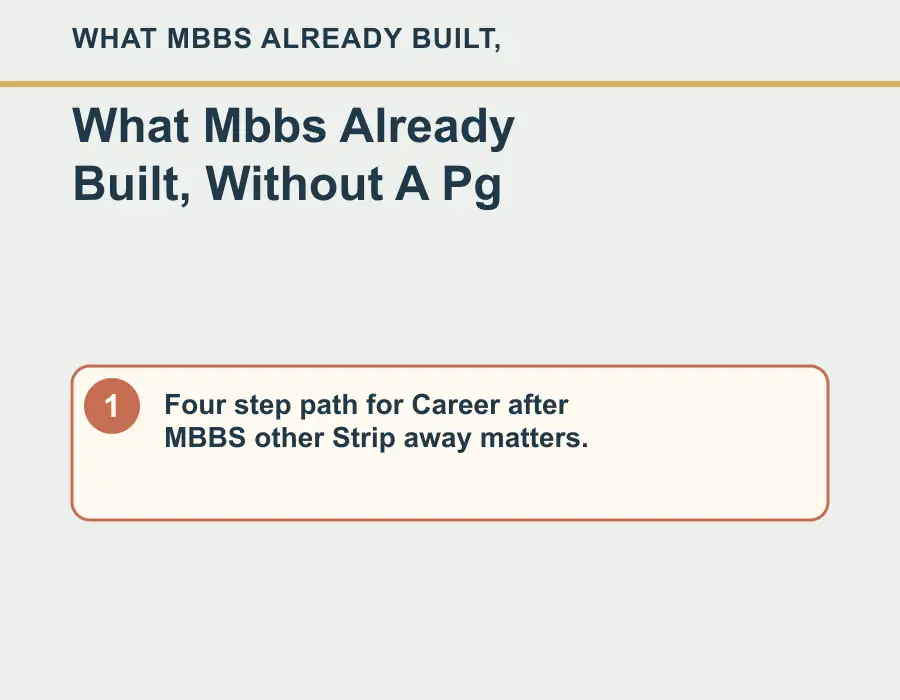 WHAT MBBS ALREADY BUILT,
What Mbbs Already
Built, Without A Pg
1
Four step path for Career after
MBBS other Strip away matters.